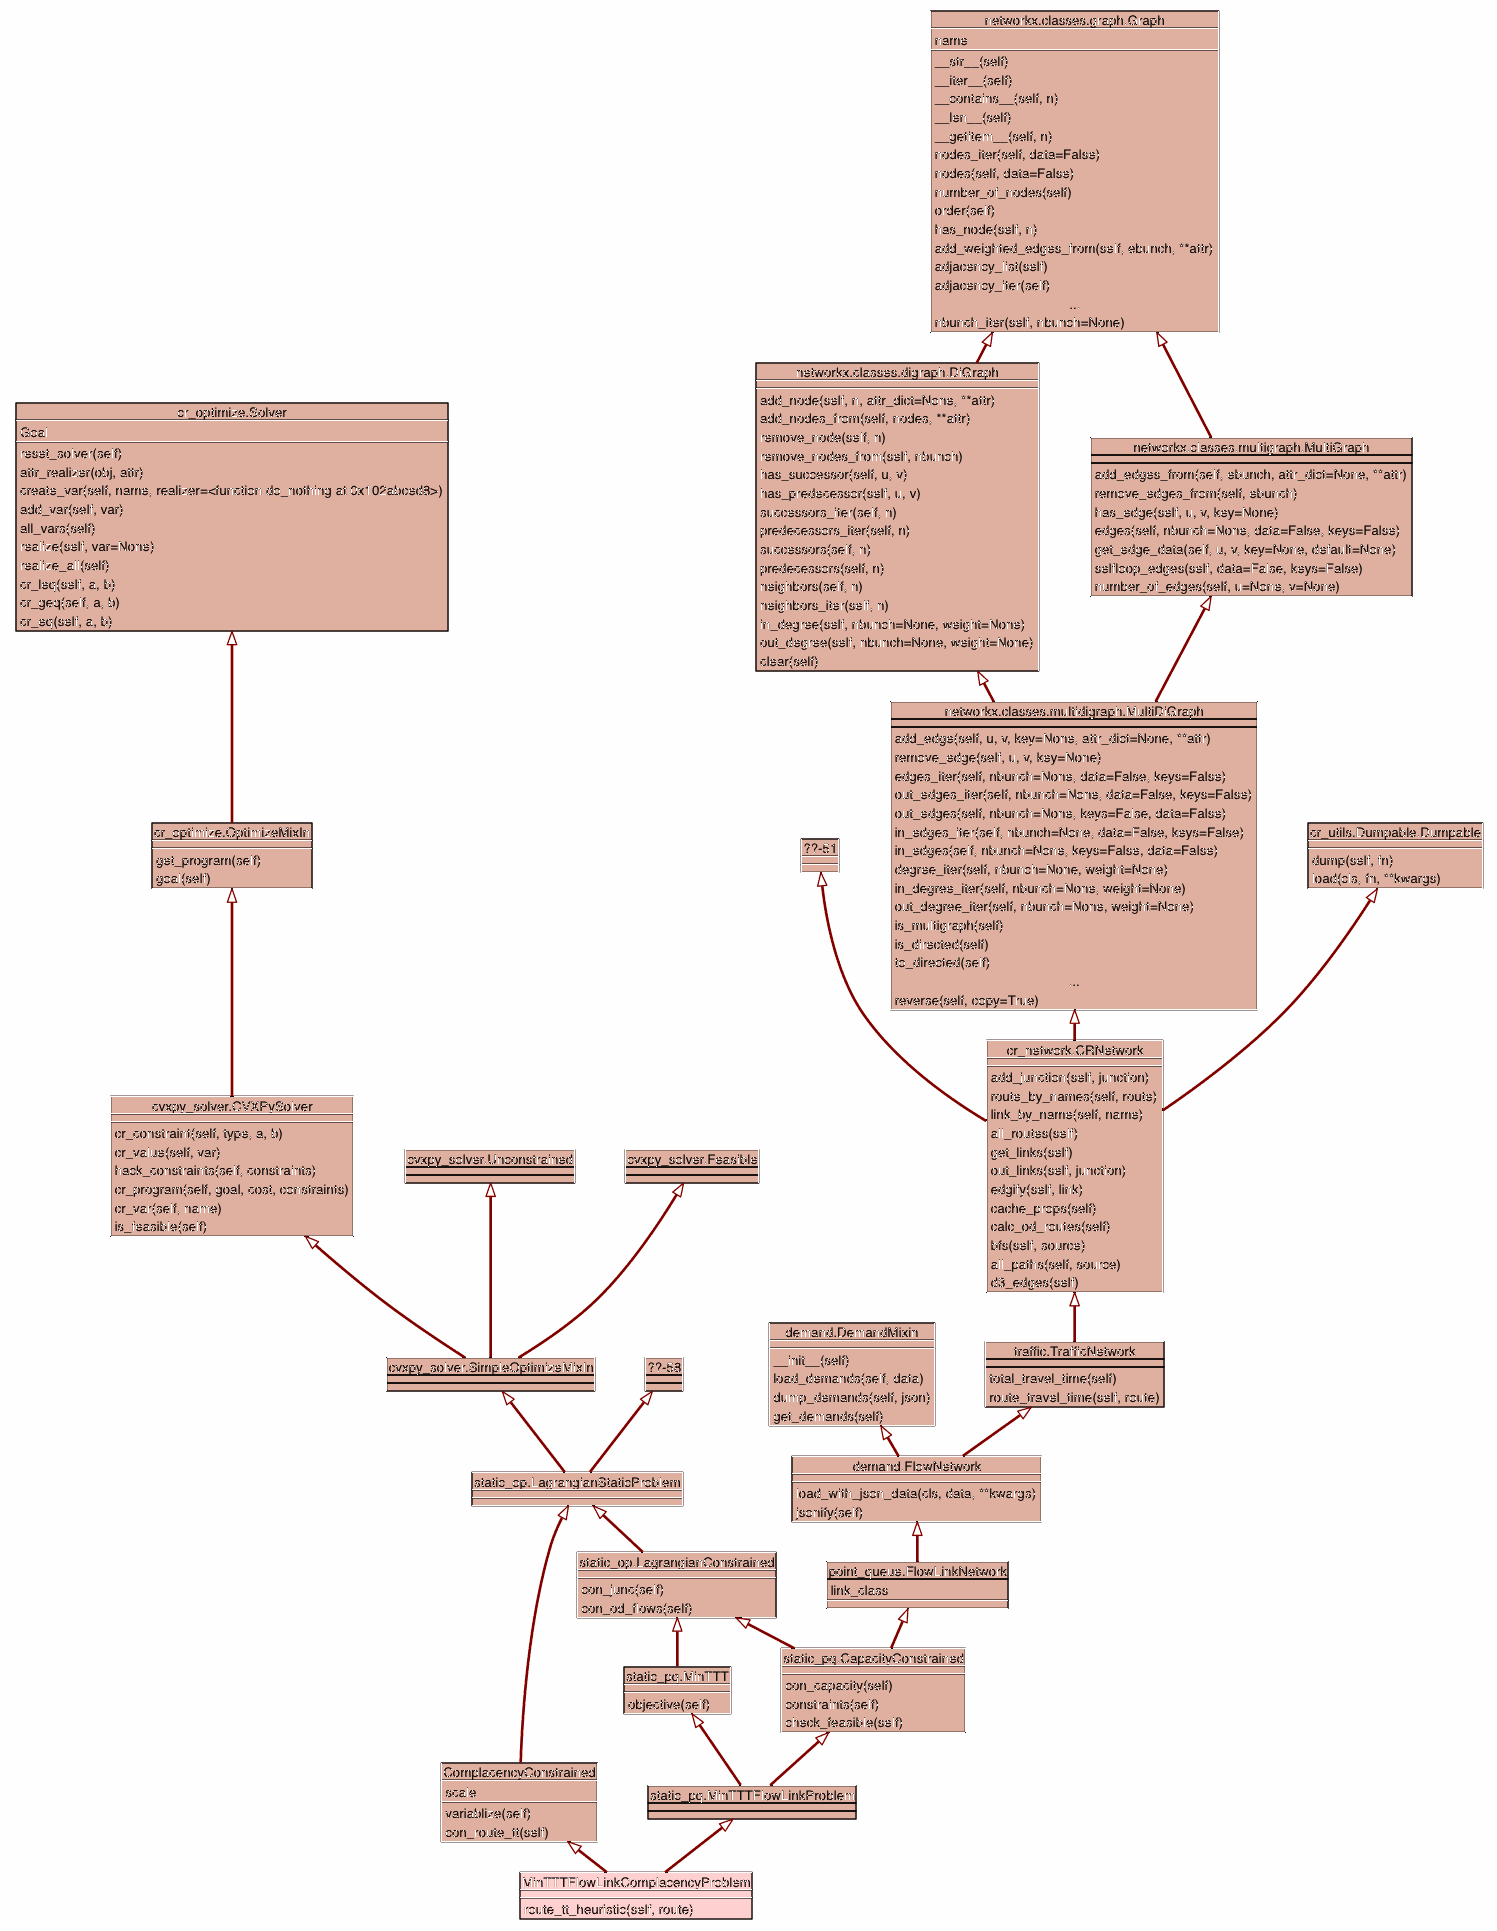 networkx.classes.graph.Graph
name
__str__(self)
__iter__(self)
__contains__(self, n)
__len__(self)
__getitem__(self, n)
nodes_iter(self, data=False)
nodes(self, data=False)
number_of_nodes(self)
order(self)
has_node(self, n)
add_weighted_edges_from(self, ebunch, **attr)
adjacency_list(self)
adjacency_iter(self)
...
nbunch_iter(self, nbunch=None)
networkx.classes.digraph.DiGraph
add_node(self, n, attr_dict=None, **attr)
add_nodes_from(self, nodes, **attr)
remove_node(self, n)
remove_nodes_from(self, nbunch)
has_successor(self, u, v)
has_predecessor(self, u, v)
successors_iter(self, n)
predecessors_iter(self, n)
successors(self, n)
predecessors(self, n)
neighbors(self, n)
neighbors_iter(self, n)
in_degree(self, nbunch=None, weight=None)
out_degree(self, nbunch=None, weight=None)
clear(self)
networkx.classes.multigraph.MultiGraph
add_edges_from(self, ebunch, attr_dict=None, **attr)
remove_edges_from(self, ebunch)
has_edge(self, u, v, key=None)
edges(self, nbunch=None, data=False, keys=False)
get_edge_data(self, u, v, key=None, default=None)
selfloop_edges(self, data=False, keys=False)
number_of_edges(self, u=None, v=None)
cr_optimize.Solver
Goal
reset_solver(self)
attr_realizer(obj, attr)
create_var(self, name, realizer=<function do_nothing at 0x102abced8>)
add_var(self, var)
all_vars(self)
realize(self, var=None)
realize_all(self)
cr_leq(self, a, b)
cr_geq(self, a, b)
cr_eq(self, a, b)
networkx.classes.multidigraph.MultiDiGraph
add_edge(self, u, v, key=None, attr_dict=None, **attr)
remove_edge(self, u, v, key=None)
edges_iter(self, nbunch=None, data=False, keys=False)
out_edges_iter(self, nbunch=None, data=False, keys=False)
out_edges(self, nbunch=None, keys=False, data=False)
in_edges_iter(self, nbunch=None, data=False, keys=False)
in_edges(self, nbunch=None, keys=False, data=False)
degree_iter(self, nbunch=None, weight=None)
in_degree_iter(self, nbunch=None, weight=None)
out_degree_iter(self, nbunch=None, weight=None)
is_multigraph(self)
is_directed(self)
to_directed(self)
...
reverse(self, copy=True)
cr_optimize.OptimizeMixIn
get_program(self)
goal(self)
??-51
cr_utils.Dumpable.Dumpable
dump(self, fn)
load(cls, fn, **kwargs)
cr_network.CRNetwork
add_junction(self, junction)
route_by_names(self, route)
link_by_name(self, name)
all_routes(self)
get_links(self)
out_links(self, junction)
edgify(self, link)
cache_props(self)
calc_od_routes(self)
bfs(self, source)
all_paths(self, source)
d3_edges(self)
cvxpy_solver.CVXPySolver
cr_constraint(self, type, a, b)
cr_value(self, var)
hack_constraints(self, constraints)
cr_program(self, goal, cost, constraints)
cr_var(self, name)
is_feasible(self)
cvxpy_solver.Unconstrained
cvxpy_solver.Feasible
demand.DemandMixin
__init__(self)
load_demands(self, data)
dump_demands(self, json)
get_demands(self)
traffic.TrafficNetwork
total_travel_time(self)
route_travel_time(self, route)
cvxpy_solver.SimpleOptimizeMixIn
??-58
demand.FlowNetwork
load_with_json_data(cls, data, **kwargs)
jsonify(self)
static_op.LagrangianStaticProblem
static_op.LagrangianConstrained
con_junc(self)
con_od_flows(self)
point_queue.FlowLinkNetwork
link_class
static_pq.MinTTT
objective(self)
static_pq.CapacityConstrained
con_capacity(self)
constraints(self)
check_feasible(self)
ComplacencyConstrained
scale
variablize(self)
con_route_tt(self)
static_pq.MinTTTFlowLinkProblem
MinTTTFlowLinkComplacencyProblem
route_tt_heuristic(self, route)